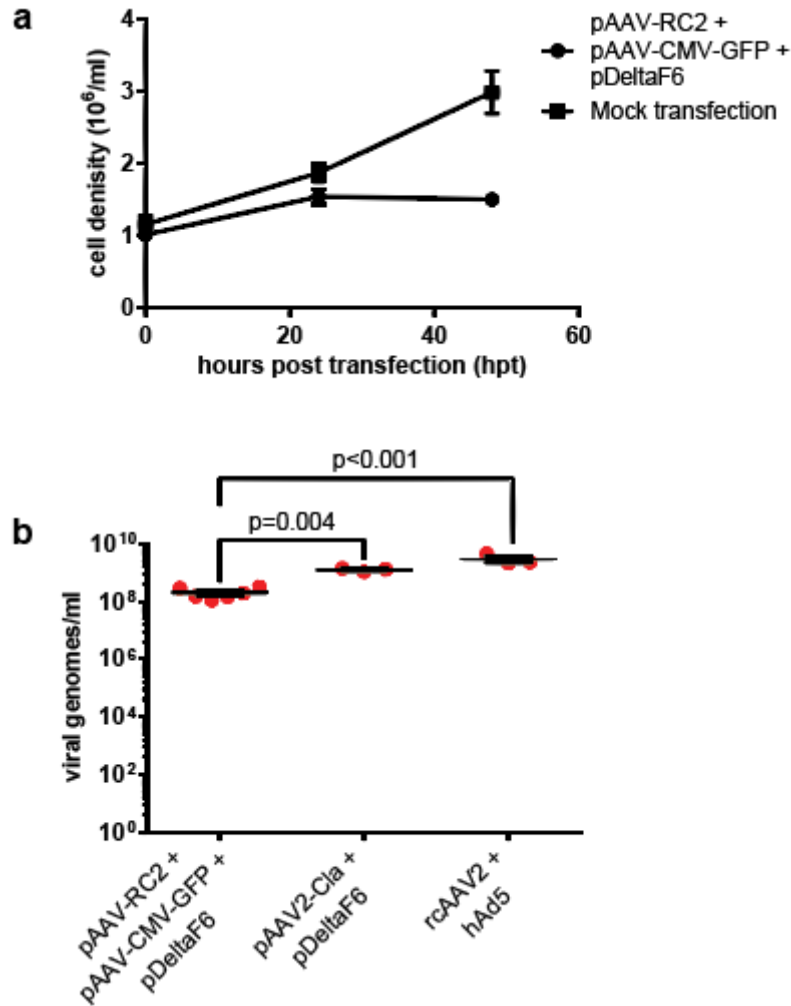 a
4
3
2
1
0
cell denisity (10⁶/ml)
0
20
40
60
hours post transfection (hpt)
pAAV-RC2 +
pAAV-CMV-GFP +
pDeltaF6
Mock transfection
b
p<0.001
p=0.004
10¹⁰
10⁸
10⁶
10⁴
10²
10⁰
viral genomes/ml
pAAV-RC2 +
pAAV-CMV-GFP +
pDeltaF6
pAAV2-Cla +
pDeltaF6
rcAAV2 +
hAd5